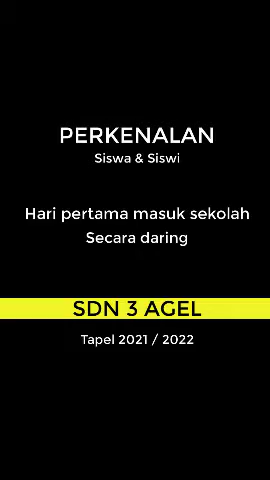 PERKENALAN
Siswa & Siswi
Hari pertama masuk sekolah
Secara daring
SDN 3 AGEL
Tapel 2021 / 2022